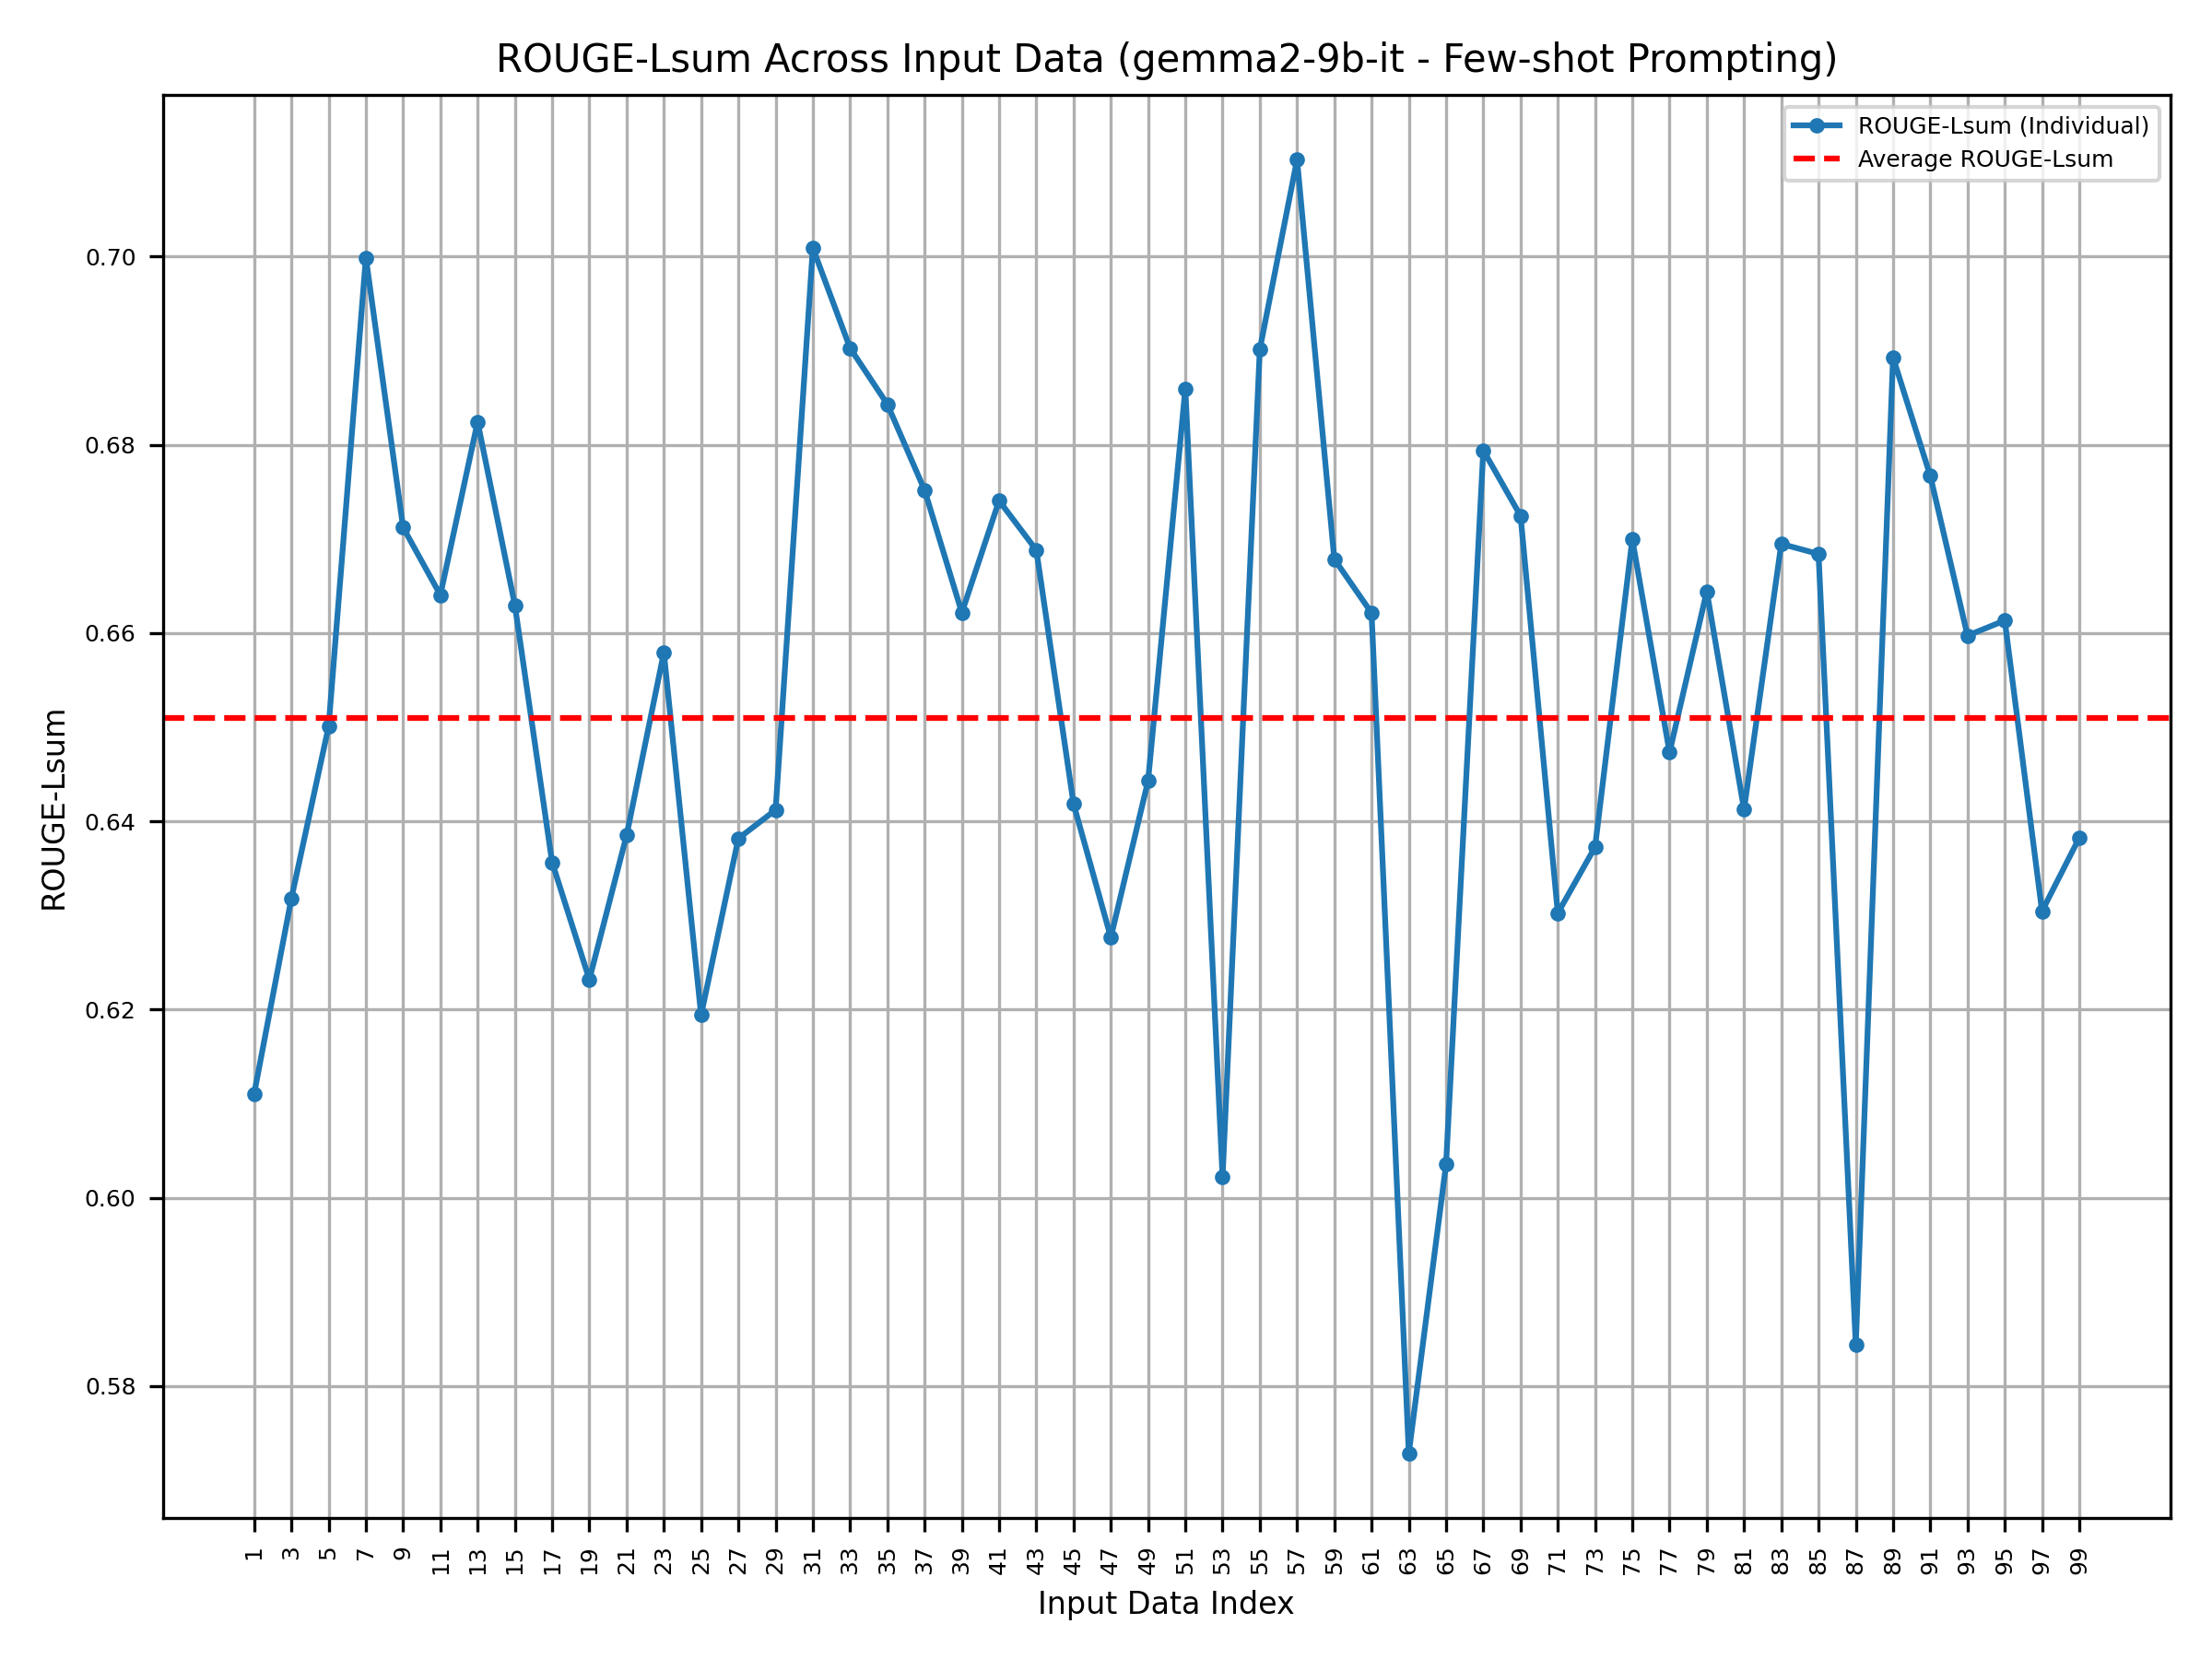 ROUGE-Lsum Across Input Data (gemma2-9b-it - Few-shot Prompting)
ROUGE-Lsum (Individual)
Average ROUGE-Lsum
ROUGE-Lsum
0.70
0.68
0.66
0.64
0.62
0.60
0.58
1 3 5 7 9 11 13 15 17 19 21 23 25 27 29 31 33 35 37 39 41 43 45 47 49 51 53 55 57 59 61 63 65 67 69 71 73 75 77 79 81 83 85 87 89 91 93 95 97 99
Input Data Index